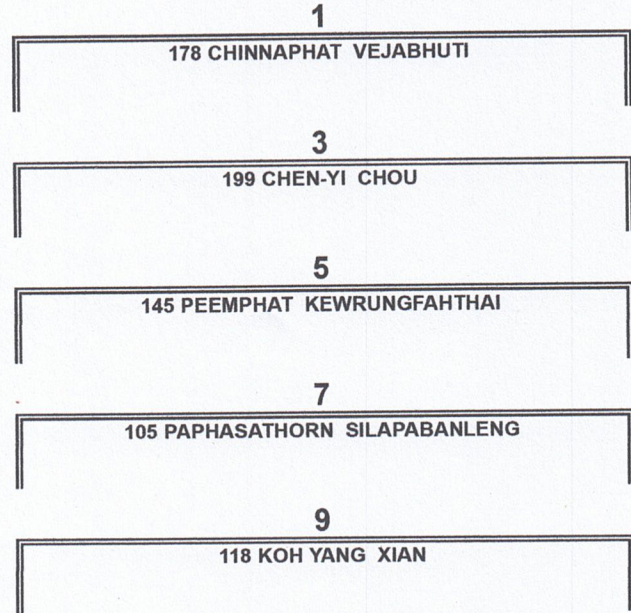 1
178 CHINNAPHAT VEJABHUTI
3
199 CHEN-YI CHOU
5
145 PEEMPHAT KEWRUNGFAHTHAI
7
105 PAPHASATHORN SILAPABANLENG
9
118 KOH YANG XIAN